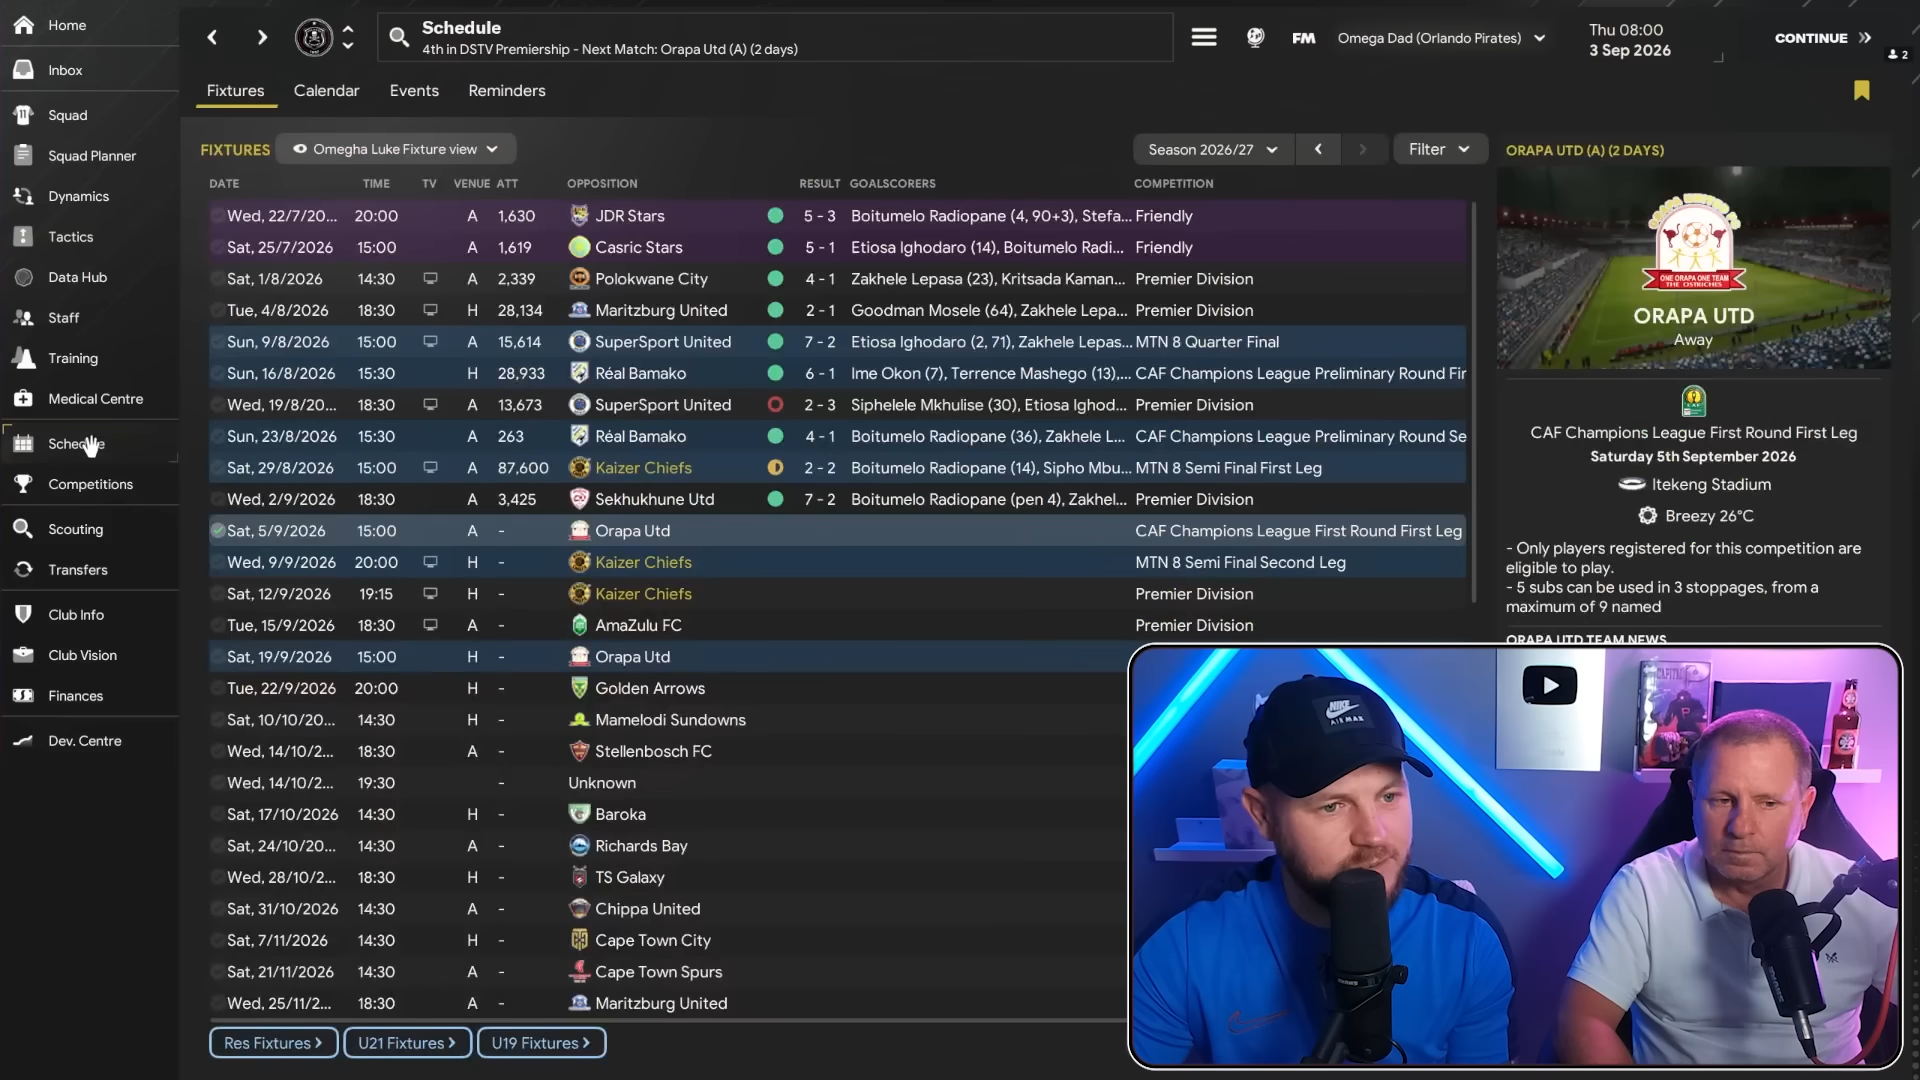 Home
Inbox
Squad
Squad Planner
Dynamics
Tactics
Data Hub
Staff
Training
Medical Centre
Schedule
Competitions
Scouting
Transfers
Club Info
Club Vision
Finances
Dev. Centre
Schedule
4th in DSTV Premiership - Next Match: Orapa Utd (A) (2 days)
FM
Omega Dad (Orlando Pirates)
Thu 08:00
3 Sep 2026
CONTINUE
2
Fixtures Calendar Events Reminders
FIXTURES Omegha Luke Fixture view Season 2026/27 Filter
DATE TIME TV VENUE ATT OPPOSITION RESULT GOALSCORERS COMPETITION
Wed, 22/7/20... 20:00 A 1,630 JDR Stars 5 - 3 Boitumelo Radiopane (4, 90+3), Stefa... Friendly
Sat, 25/7/2026 15:00 A 1,619 Casric Stars 5 - 1 Etiosa Ighodaro (14), Boitumelo Radi... Friendly
Sat, 1/8/2026 14:30 A 2,339 Polokwane City 4 - 1 Zakhele Lepasa (23), Kritsada Kaman... Premier Division
Tue, 4/8/2026 18:30 H 28,134 Maritzburg United 2 - 1 Goodman Mosele (64), Zakhele Lepa... Premier Division
Sun, 9/8/2026 15:00 A 15,614 SuperSport United 7 - 2 Etiosa Ighodaro (2, 71), Zakhele Lepas... MTN 8 Quarter Final
Sun, 16/8/2026 15:30 H 28,933 Réal Bamako 6 - 1 Ime Okon (7), Terrence Mashego (13),... CAF Champions League Preliminary Round Fir
Wed, 19/8/20... 18:30 A 13,673 SuperSport United 2 - 3 Siphelele Mkhulise (30), Etiosa Ighod... Premier Division
Sun, 23/8/2026 15:30 A 263 Réal Bamako 4 - 1 Boitumelo Radiopane (36), Zakhele L... CAF Champions League Preliminary Round Se
Sat, 29/8/2026 15:00 A 87,600 Kaizer Chiefs 2 - 2 Boitumelo Radiopane (14), Sipho Mbu... MTN 8 Semi Final First Leg
Wed, 2/9/2026 18:30 A 3,425 Sekhukhune Utd 7 - 2 Boitumelo Radiopane (pen 4), Zakhel... Premier Division
Sat, 5/9/2026 15:00 A - Orapa Utd CAF Champions League First Round First Leg
Wed, 9/9/2026 20:00 H - Kaizer Chiefs MTN 8 Semi Final Second Leg
Sat, 12/9/2026 19:15 H - Kaizer Chiefs Premier Division
Tue, 15/9/2026 18:30 A - AmaZulu FC Premier Division
Sat, 19/9/2026 15:00 H - Orapa Utd
Tue, 22/9/2026 20:00 H - Golden Arrows
Sat, 10/10/20... 14:30 H - Mamelodi Sundowns
Wed, 14/10/2... 18:30 A - Stellenbosch FC
Wed, 14/10/2... 19:30 - Unknown
Sat, 17/10/2026 14:30 H - Baroka
Sat, 24/10/20... 14:30 A - Richards Bay
Wed, 28/10/2... 18:30 H - TS Galaxy
Sat, 31/10/2026 14:30 A - Chippa United
Sat, 7/11/2026 14:30 H - Cape Town City
Sat, 21/11/2026 14:30 A - Cape Town Spurs
Wed, 25/11/2... 18:30 A - Maritzburg United
Res Fixtures U21 Fixtures U19 Fixtures
ORAPA UTD (A) (2 DAYS)
ONE ORAPA ONE TEAM
THE OSTRICHES
ORAPA UTD
Away
CAF Champions League First Round First Leg
Saturday 5th September 2026
Itekeng Stadium
Breezy 26°C
- Only players registered for this competition are
eligible to play.
- 5 subs can be used in 3 stoppages, from a
maximum of 9 named
ORAPA UTD TEAM NEWS
NIKE
AIR MAX